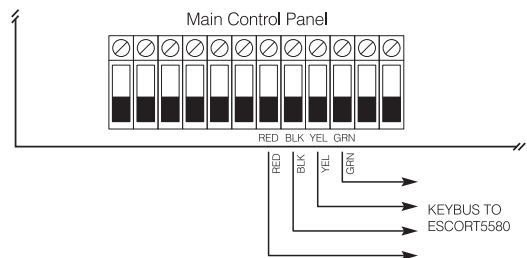 Main Control Panel
RED BLK YEL GRN
RED
BLK
YEL
GRN
KEYBUS TO
ESCORT5580